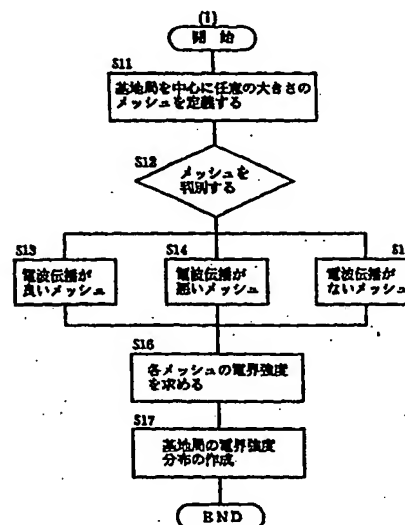 (1)
開 始
S11
基地局を中心に任意の大きさの
メッシュを定義する
S12
メッシュを
判別する
S13
電波伝播が
良いメッシュ
S14
電波伝播が
悪いメッシュ
S1
電波伝播が
ないメッシュ
S16
各メッシュの電界強度
を求める
S17
基地局の電界強度
分布の作成
END